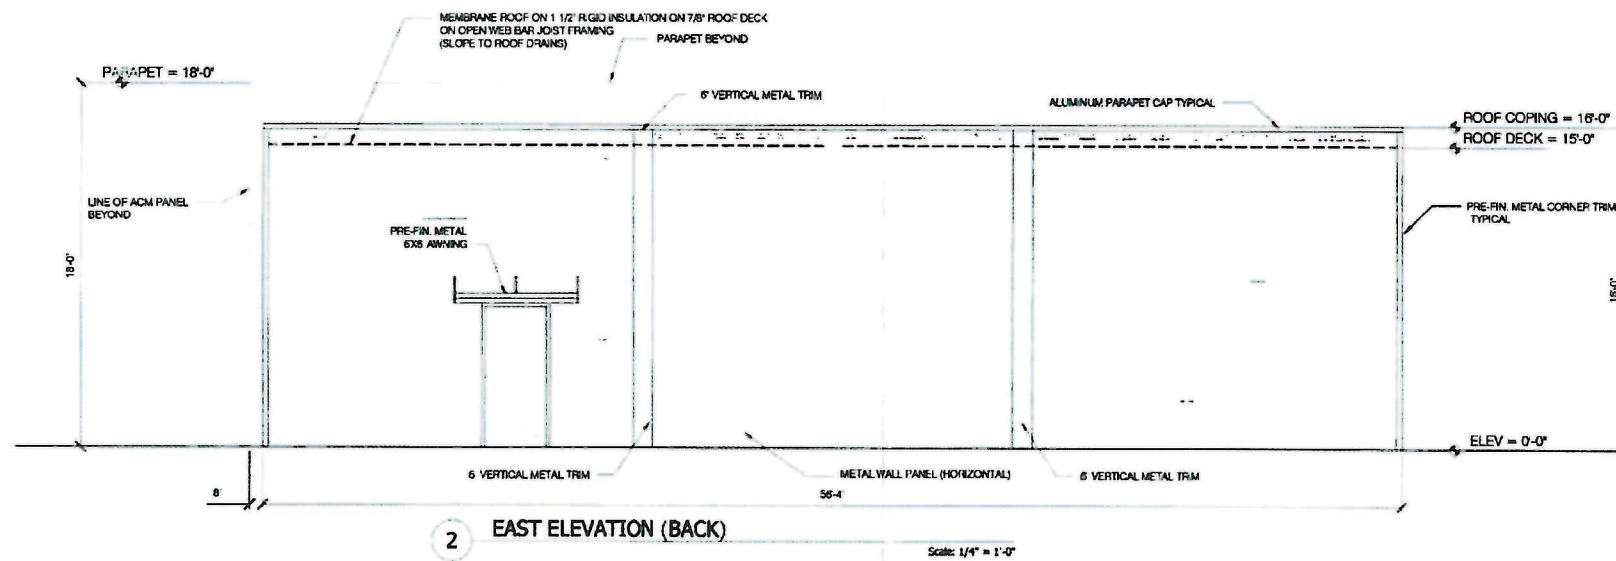 MEMBRANE ROOF ON 1 1/2" RIGID INSULATION ON 7/8" ROOF DECK
ON OPEN WEB BAR JOIST FRAMING
(SLOPE TO ROOF DRAINS)
PARAPET BEYOND
PARAPET = 18'-0"
6" VERTICAL METAL TRIM
ALUMINUM PARAPET CAP TYPICAL
ROOF COPING = 16'-0"
ROOF DECK = 15'-0"
LINE OF ACM PANEL
BEYOND
PRE-FIN. METAL CORNER TRIM
TYPICAL
PRE-FIN. METAL
6X6 AWNING
18'-0"
16'-0"
ELEV = 0'-0"
6 VERTICAL METAL TRIM
METAL WALL PANEL (HORIZONTAL)
6 VERTICAL METAL TRIM
8'
56'-4"
2
EAST ELEVATION (BACK)
Scale: 1/4" = 1'-0"